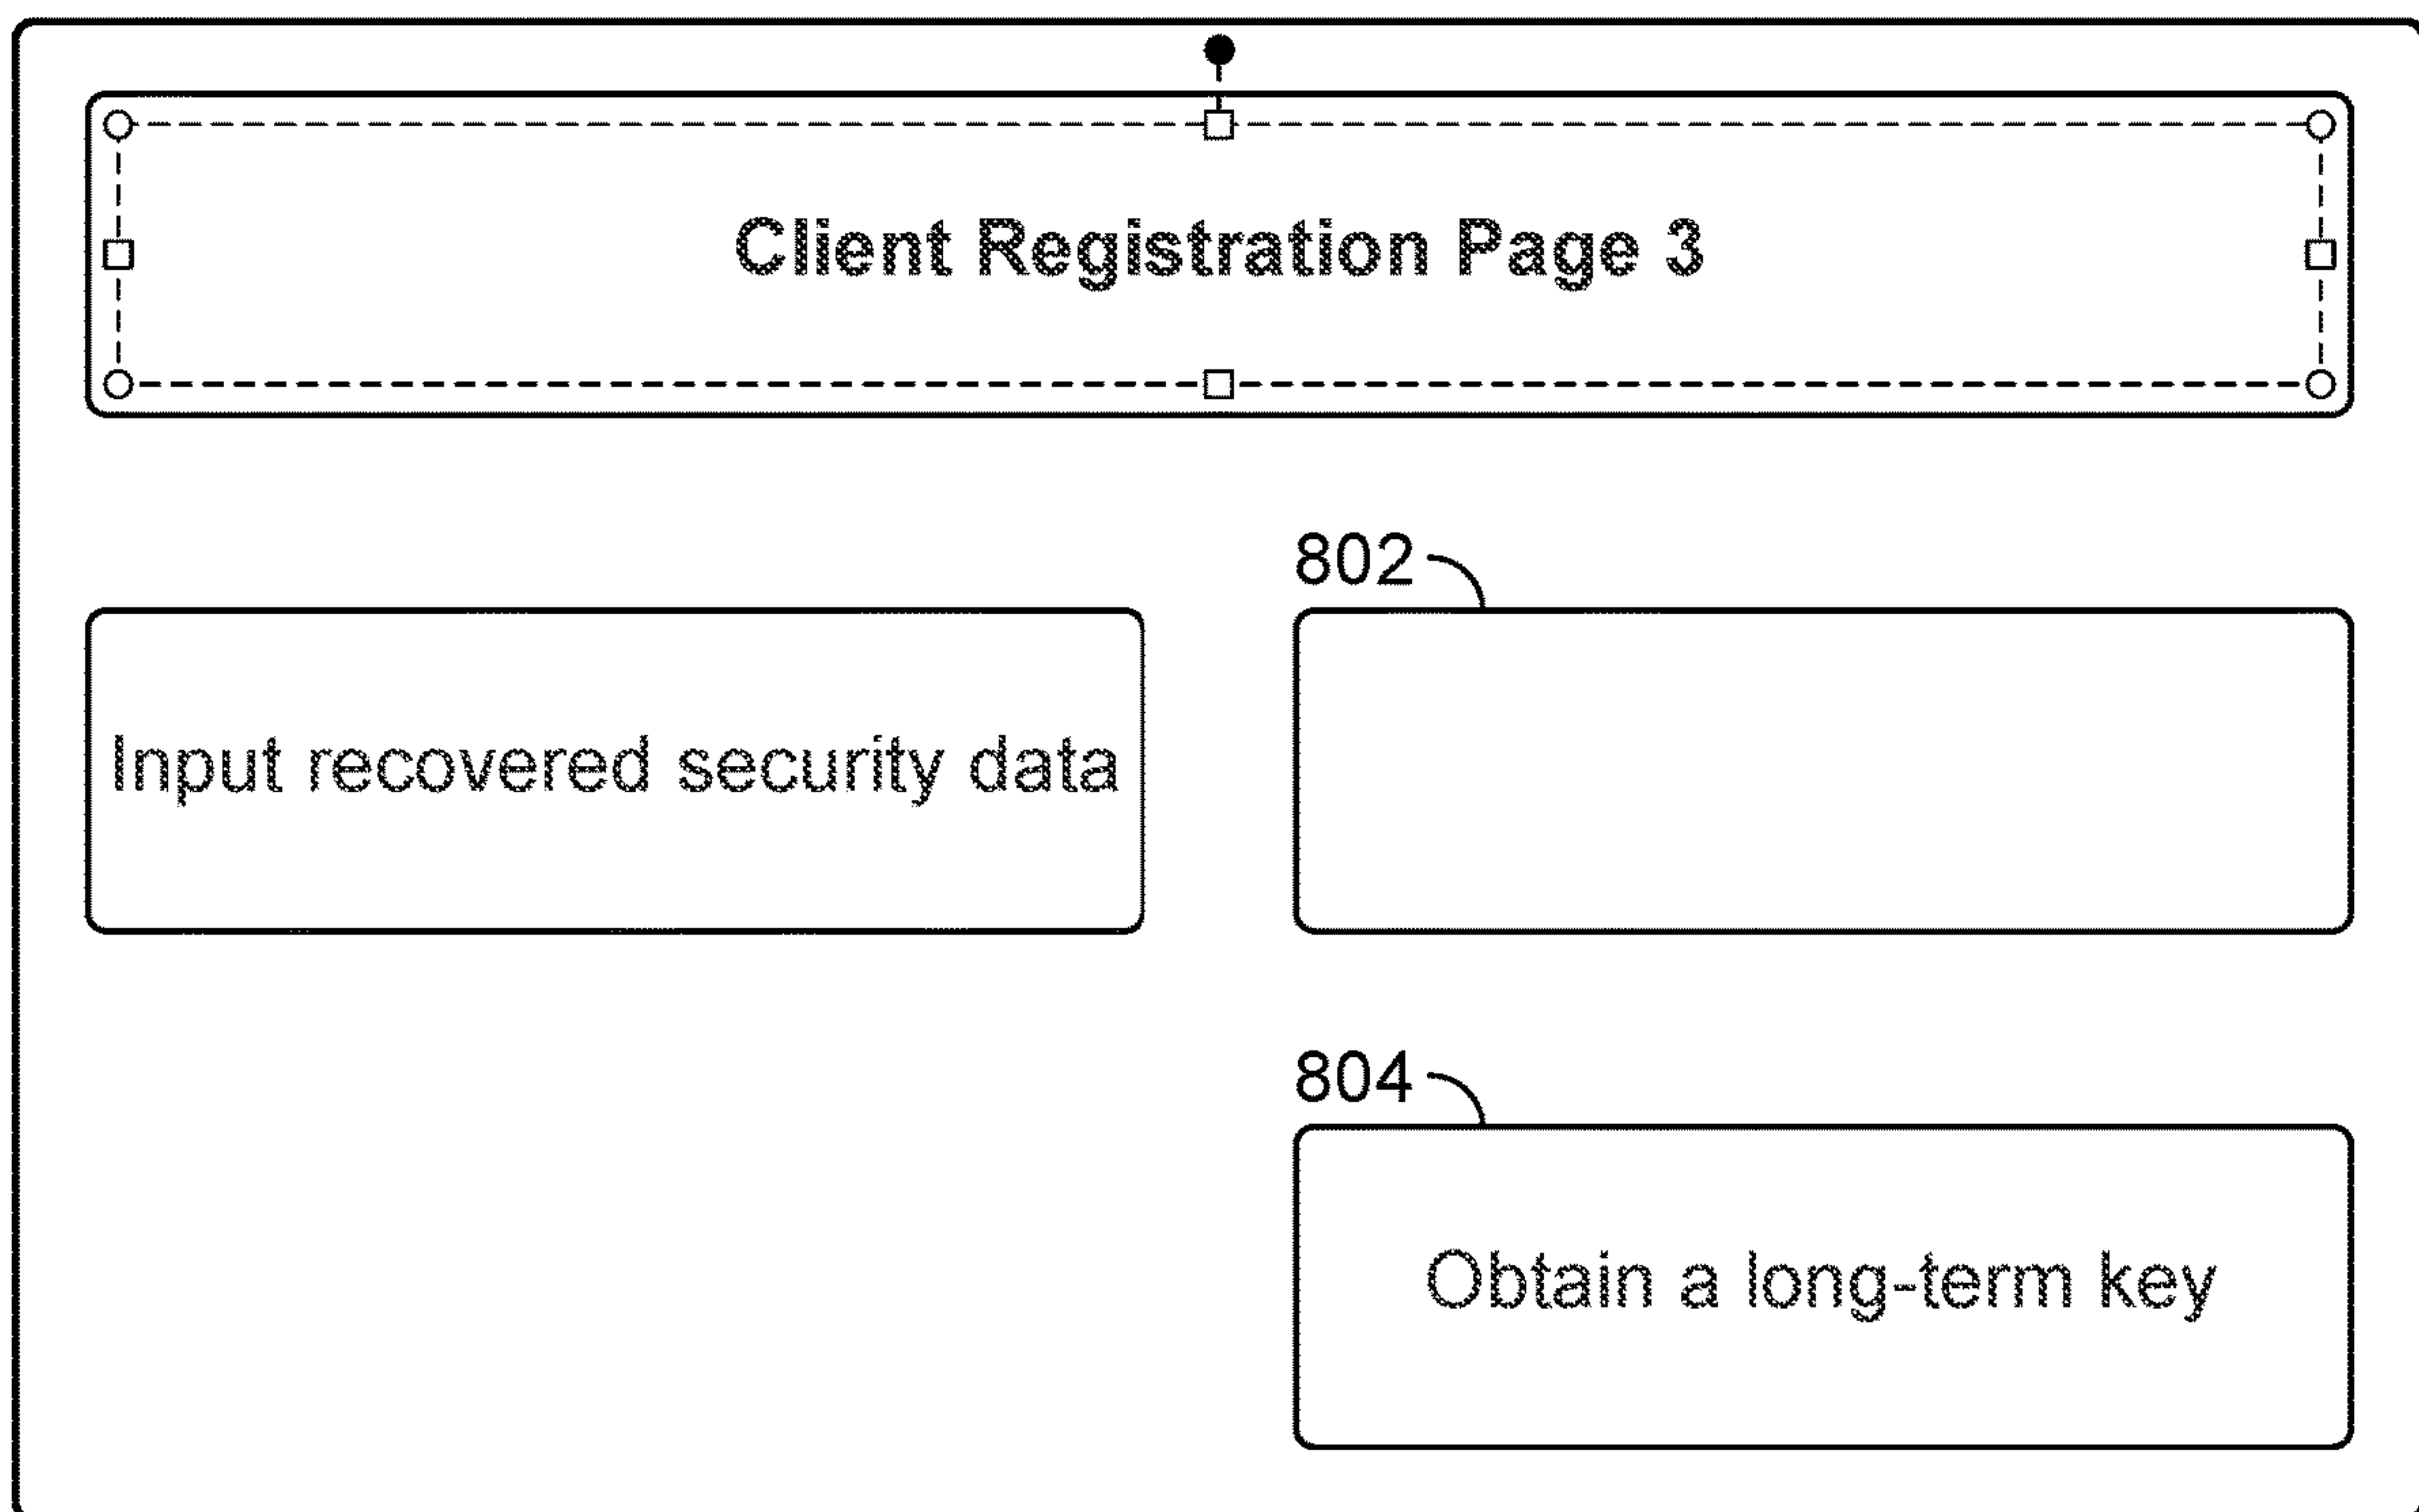 Client Registration Page 3
802
Input recovered security data
804
Obtain a long-term key